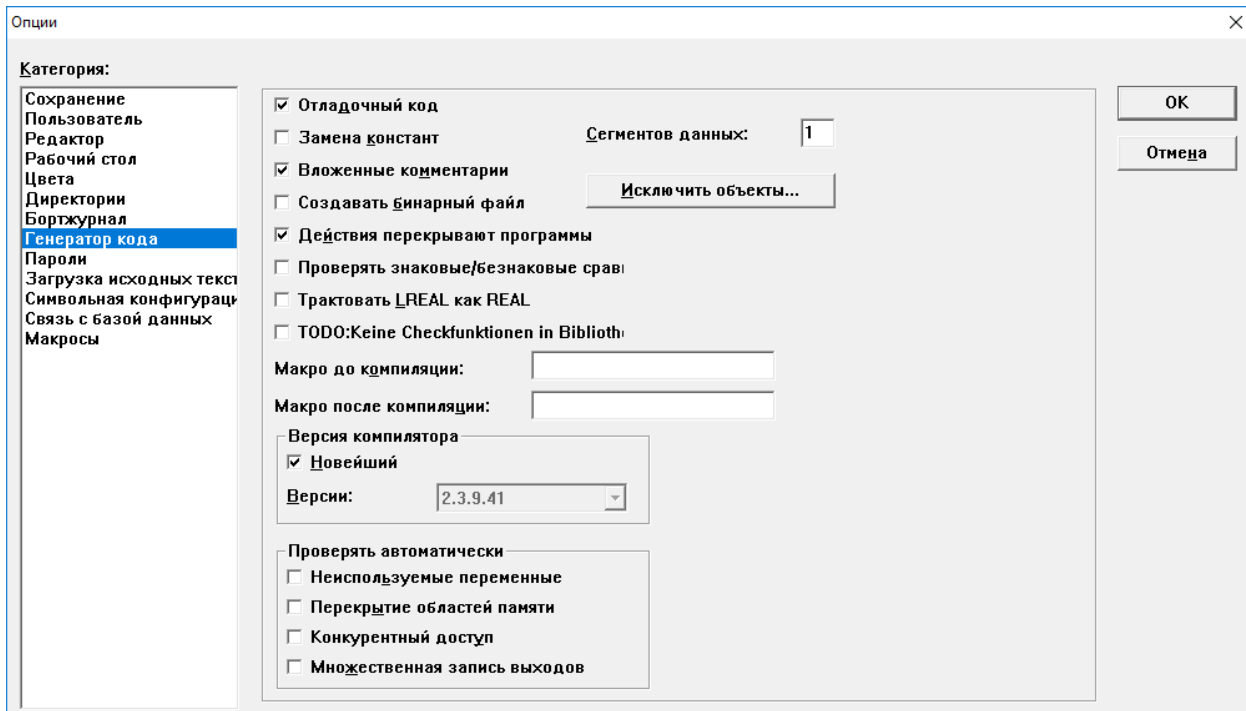 Опции
Категория:
Сохранение
Пользователь
Редактор
Рабочий стол
Цвета
Директории
Бортжурнал
Генератор кода
Пароли
Загрузка исходных текст
Символьная конфигураци
Связь с базой данных
Макросы
Отладочный код
Замена констант
Вложенные комментарии
Создавать бинарный файл
Действия перекрывают программы
Проверять знаковые/безнаковые срав
Трактовать LREAL как REAL
TODO:Keine Checkfunktionen in Biblioth
Сегментов данных: 1
Исключить объекты...
Макро до компиляции:
Макро после компиляции:
Версия компилятора
Новейший
Версии: 2.3.9.41
Проверять автоматически
Неиспользуемые переменные
Перекрытие областей памяти
Конкурентный доступ
Множественная запись выходов
OK
Отмена